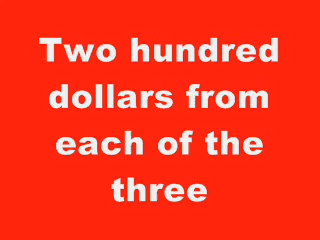 Two hundred
dollars from
each of the
three